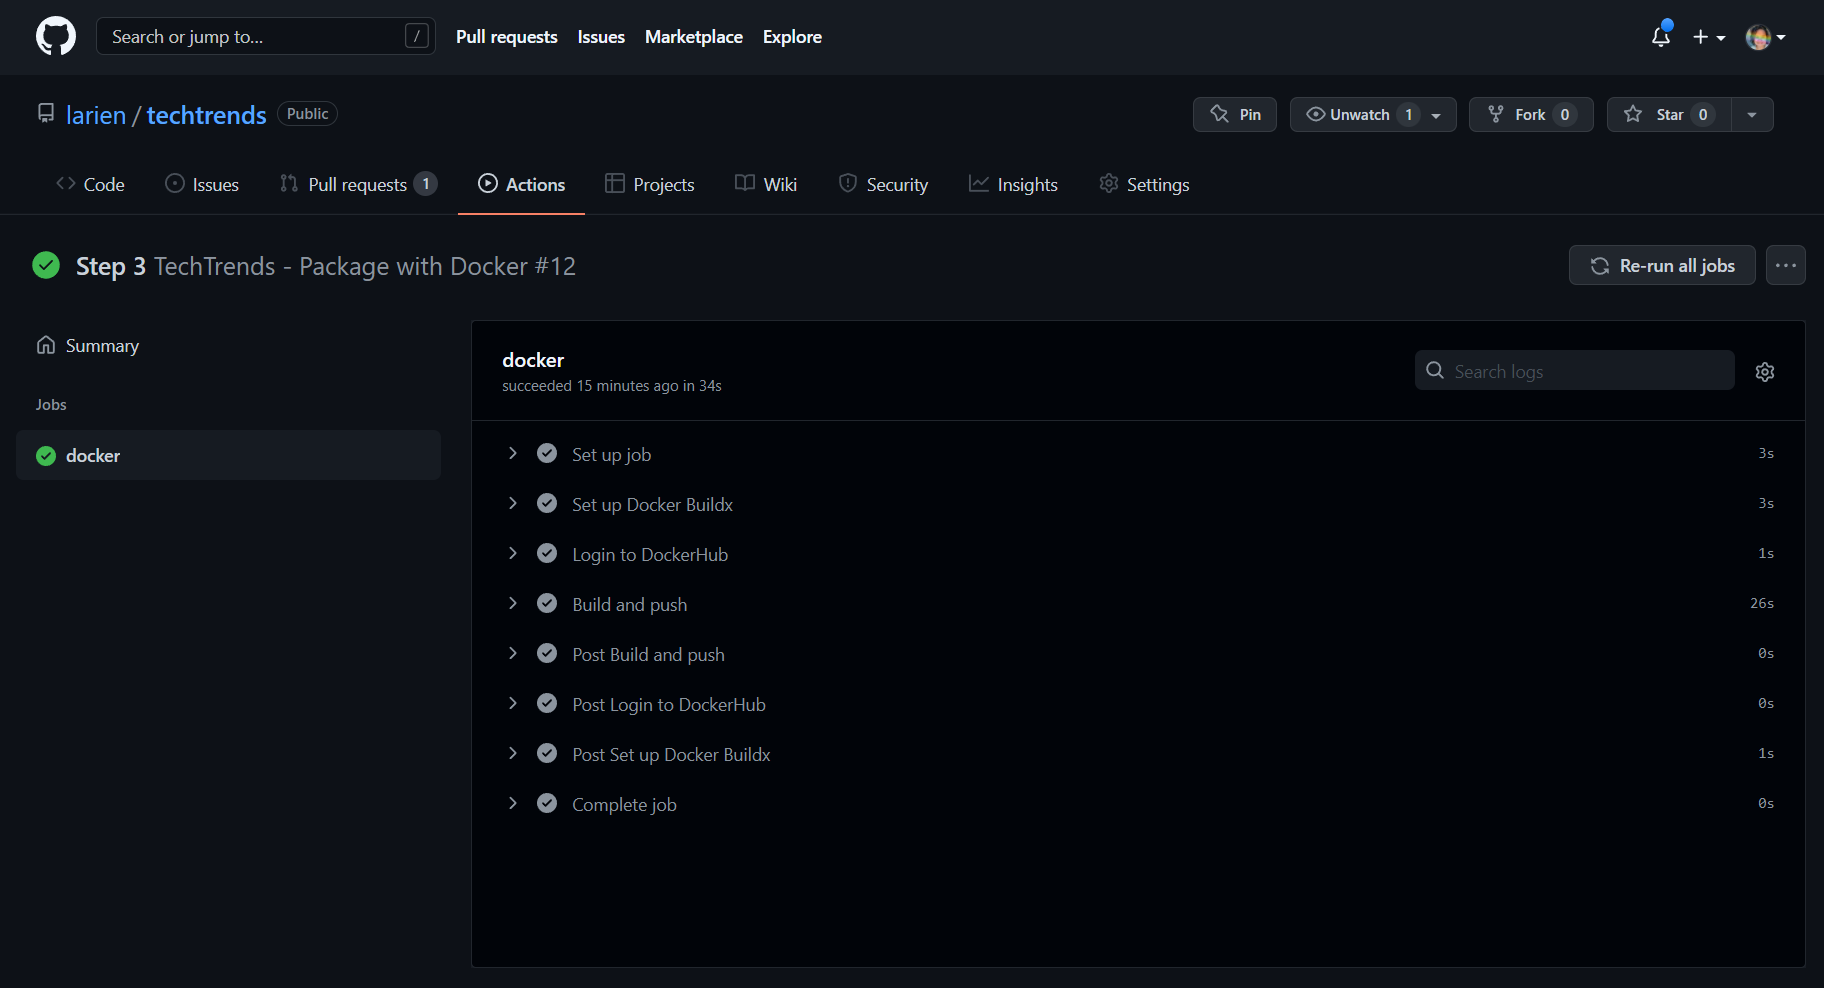 Search or jump to... /
Pull requests Issues Marketplace Explore
larien / techtrends Public
Pin Unwatch 1 Fork 0 Star 0
Code Issues Pull requests 1 Actions Projects Wiki Security Insights Settings
Step 3 TechTrends - Package with Docker #12
Re-run all jobs ...
Summary
Jobs
docker
docker
succeeded 15 minutes ago in 34s
Search logs
Set up job 3s
Set up Docker Buildx 3s
Login to DockerHub 1s
Build and push 26s
Post Build and push 0s
Post Login to DockerHub 0s
Post Set up Docker Buildx 1s
Complete job 0s